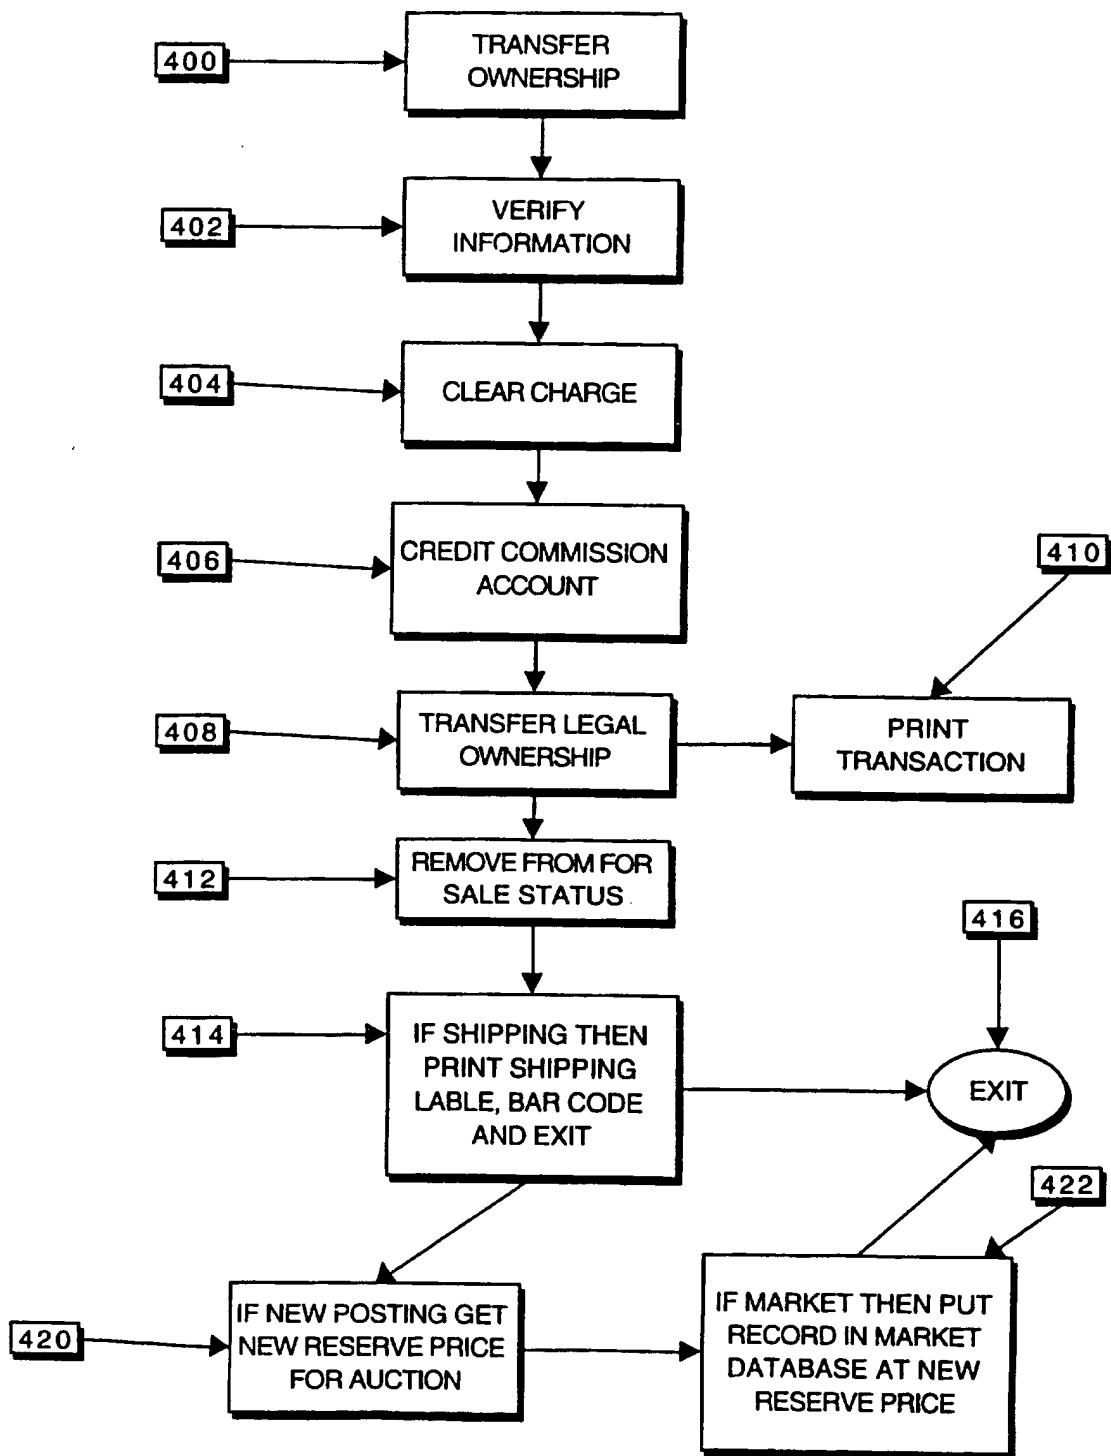 400
TRANSFER
OWNERSHIP
402
VERIFY
INFORMATION
404
CLEAR CHARGE
406
CREDIT COMMISSION
ACCOUNT
410
408
TRANSFER LEGAL
OWNERSHIP
PRINT
TRANSACTION
412
REMOVE FROM FOR
SALE STATUS
416
414
IF SHIPPING THEN
PRINT SHIPPING
LABLE, BAR CODE
AND EXIT
EXIT
422
420
IF NEW POSTING GET
NEW RESERVE PRICE
FOR AUCTION
IF MARKET THEN PUT
RECORD IN MARKET
DATABASE AT NEW
RESERVE PRICE